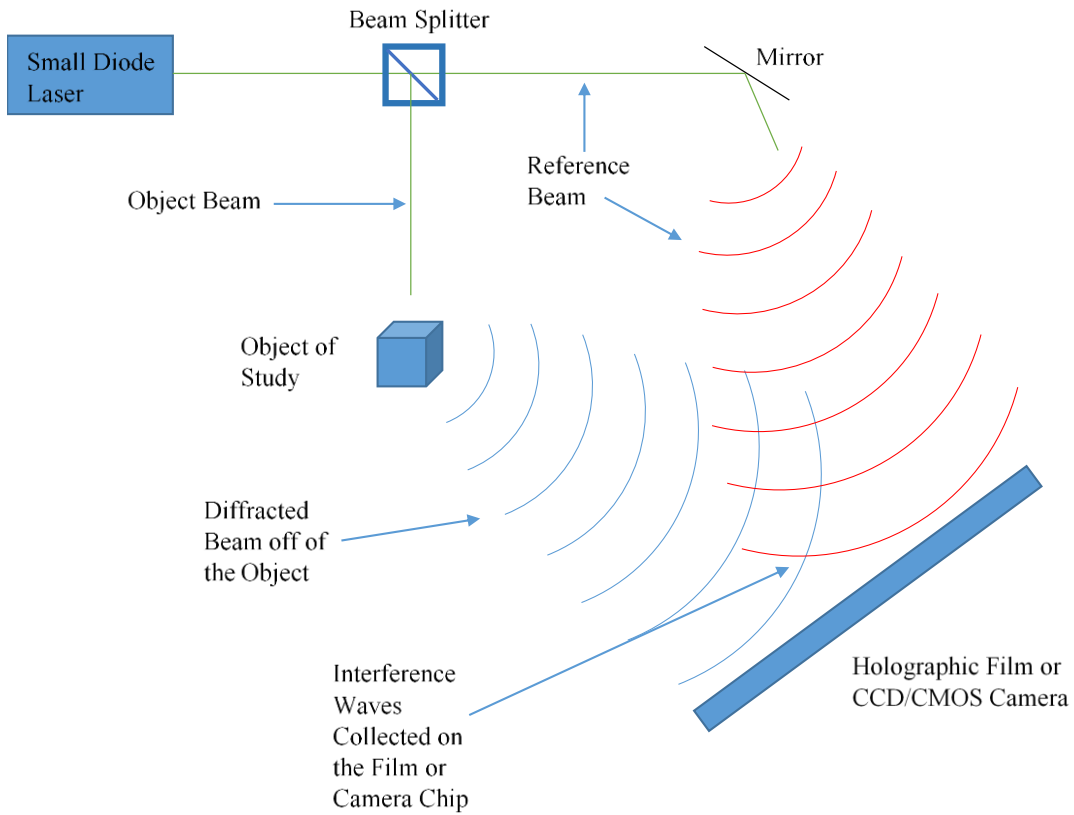 Beam Splitter
Small Diode
Laser
Mirror
Reference
Beam
Object Beam
Object of
Study
Diffracted
Beam off of
the Object
Interference
Waves
Collected on
the Film or
Camera Chip
Holographic Film or
CCD/CMOS Camera